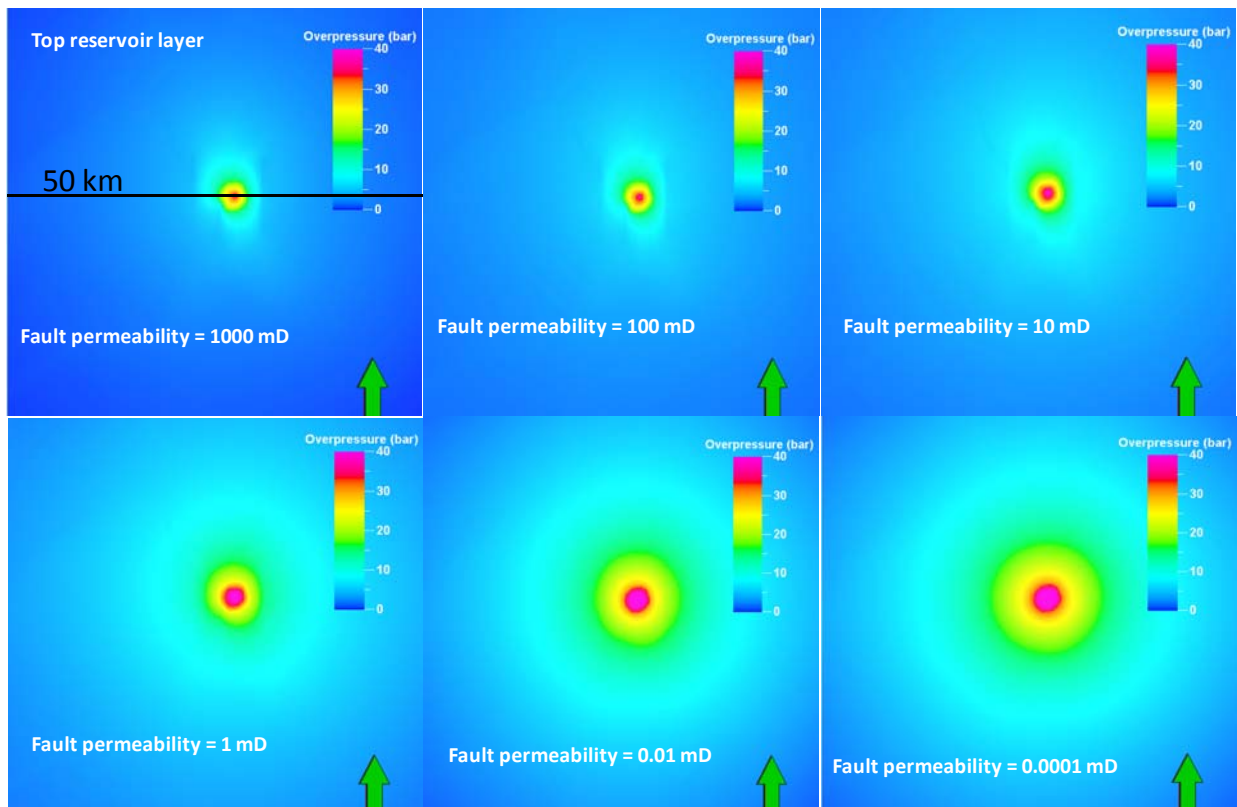 Top reservoir layer
Overpressure (bar)
40
30
20
10
0
50 km
Fault permeability = 1000 mD
Overpressure (bar)
40
30
20
10
0
Fault permeability = 100 mD
Overpressure (bar)
40
30
20
10
0
Fault permeability = 10 mD
Overpressure (bar)
40
30
20
10
0
Fault permeability = 1 mD
Overpressure (bar)
40
30
20
10
0
Fault permeability = 0.01 mD
Overpressure (bar)
40
30
20
10
0
Fault permeability = 0.0001 mD